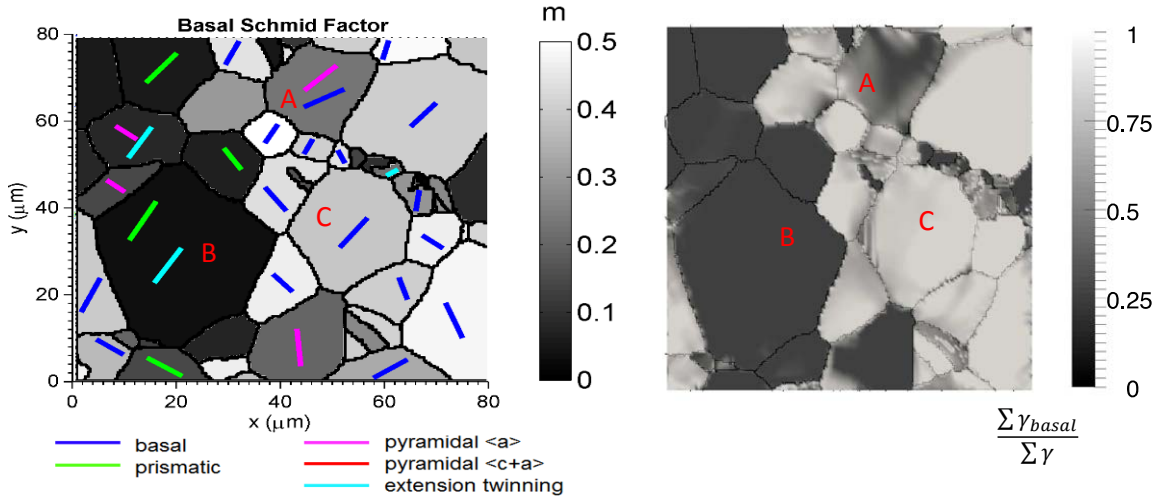 Basal Schmid Factor
m
80
60
40
20
0
y (μm)
0
20
40
60
80
x (μm)
A
B
C
0.5
0.4
0.3
0.2
0.1
0
basal
prismatic
pyramidal <a>
pyramidal <c+a>
extension twinning
A
B
C
1
0.75
0.5
0.25
0
∑ γbasal
∑ γ